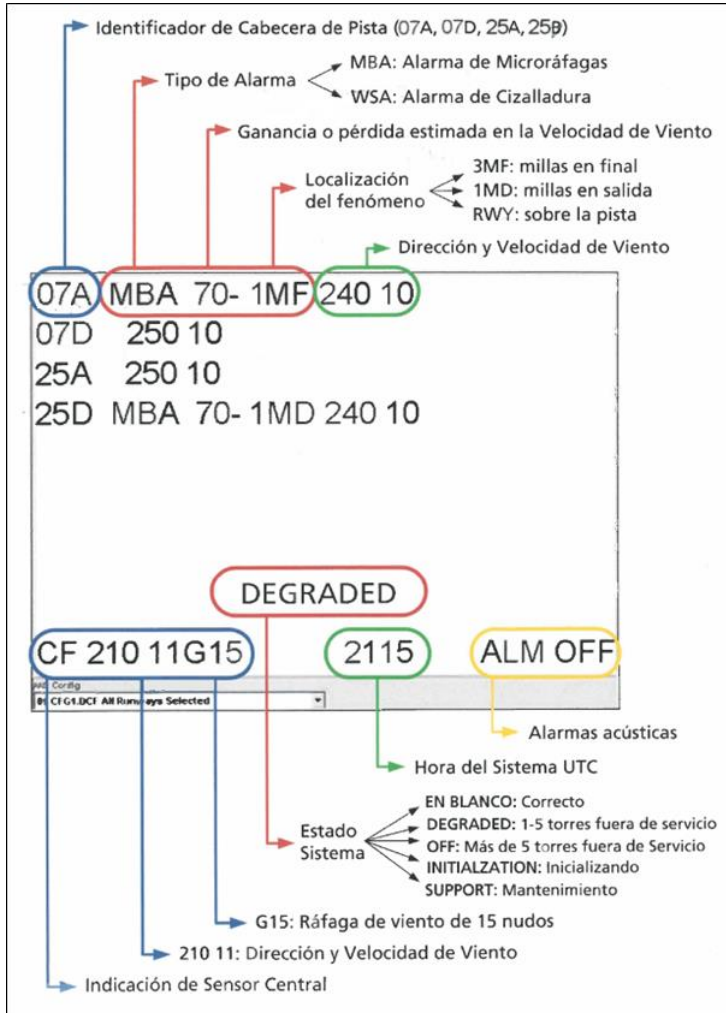 Identificador de Cabecera de Pista (07A, 07D, 25A, 25D)
Tipo de Alarma
MBA: Alarma de Microráfagas
WSA: Alarma de Cizalladura
Ganancia o pérdida estimada en la Velocidad de Viento
Localización
del fenómeno
3MF: millas en final
1MD: millas en salida
RWY: sobre la pista
Dirección y Velocidad de Viento
07A MBA 70- 1MF 240 10
07D 250 10
25A 250 10
25D MBA 70- 1MD 240 10
DEGRADED
CF 210 11G15 2115 ALM OFF
Config
CFG1.DCF All Runways Selected
Alarmas acústicas
Hora del Sistema UTC
Estado
Sistema
EN BLANCO: Correcto
DEGRADED: 1-5 torres fuera de servicio
OFF: Más de 5 torres fuera de Servicio
INITIALZATION: Inicializando
SUPPORT: Mantenimiento
G15: Ráfaga de viento de 15 nudos
210 11: Dirección y Velocidad de Viento
Indicación de Sensor Central